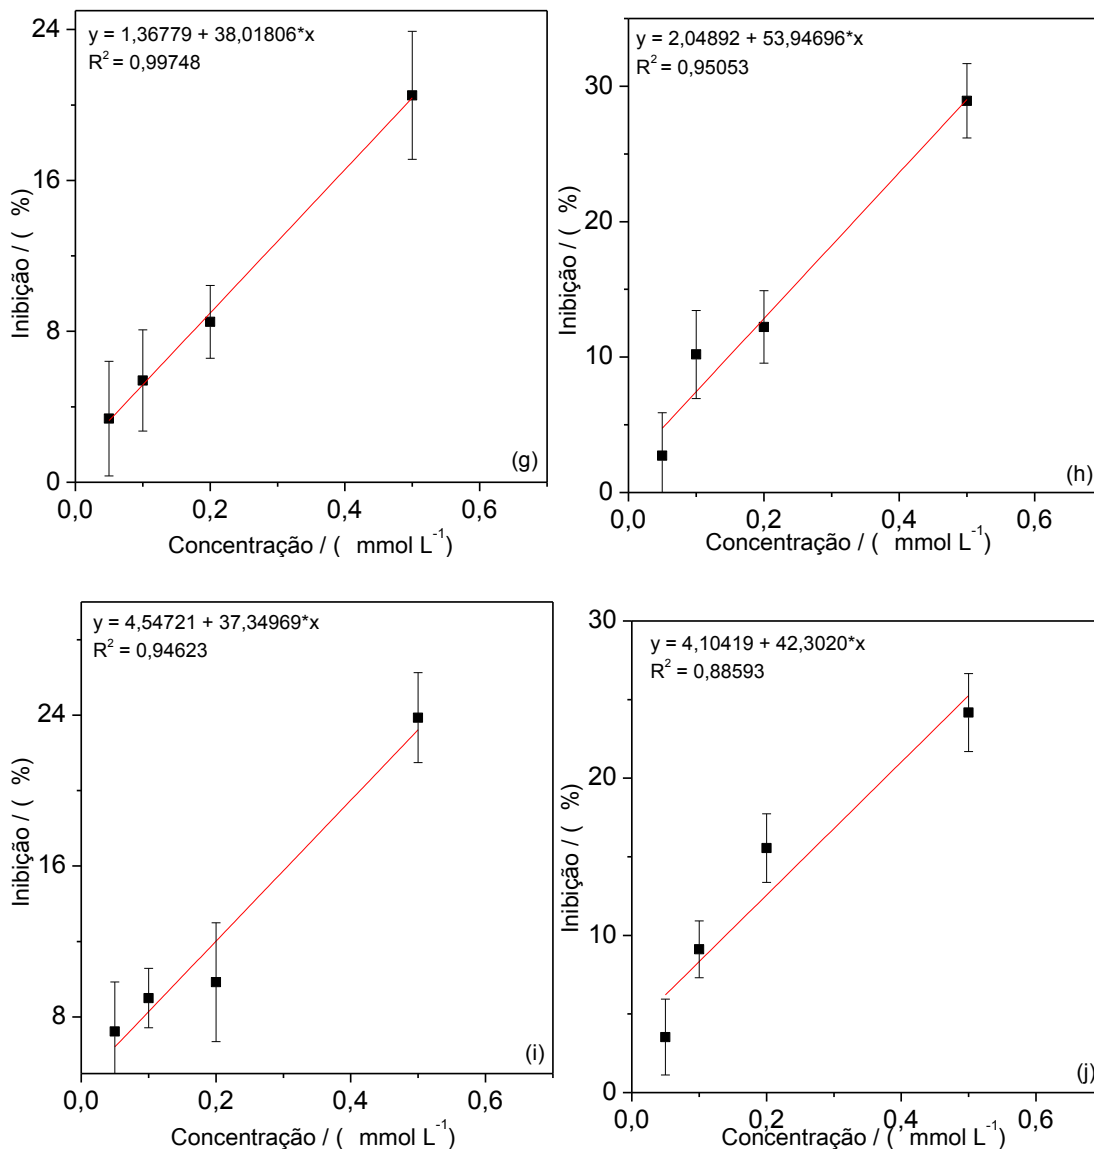 y = 1,36779 + 38,01806*x
R² = 0,99748
24
16
8
0
Inibição / ( %)
(g)
0,0 0,2 0,4 0,6
Concentração / ( mmol L⁻¹)
y = 2,04892 + 53,94696*x
R² = 0,95053
30
20
10
0
Inibição / ( %)
(h)
0,0 0,2 0,4 0,6
Concentração / ( mmol L⁻¹)
y = 4,54721 + 37,34969*x
R² = 0,94623
24
16
8
Inibição / ( %)
(i)
0,0 0,2 0,4 0,6
Concentração / ( mmol L⁻¹)
30
y = 4,10419 + 42,3020*x
R² = 0,88593
20
10
0
Inibição / ( %)
(j)
0,0 0,2 0,4 0,6
Concentração / ( mmol L⁻¹)